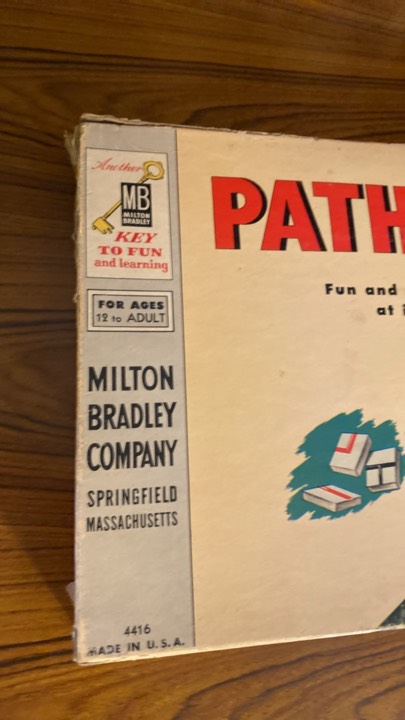 Another
MB
MILTON
BRADLEY
KEY
TO FUN
and learning
FOR AGES
12 to ADULT
MILTON
BRADLEY
COMPANY
SPRINGFIELD
MASSACHUSETTS
4416
MADE IN U.S.A.
PATH
Fun and
at